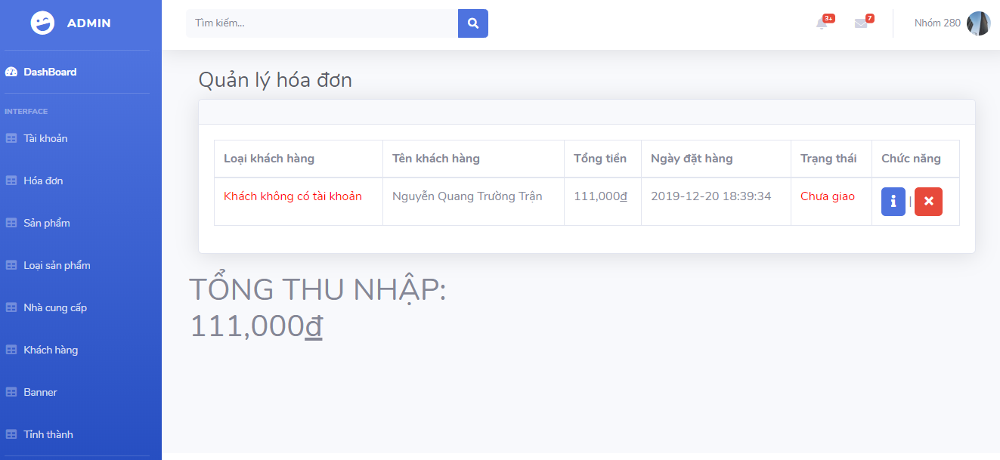 ADMIN
DashBoard
INTERFACE
Tài khoản
Hóa đơn
Sản phẩm
Loại sản phẩm
Nhà cung cấp
Khách hàng
Banner
Tỉnh thành
Tìm kiếm...
3+
7
Nhóm 280
Quản lý hóa đơn
Loại khách hàng Tên khách hàng Tổng tiền Ngày đặt hàng Trạng thái Chức năng
Khách không có tài khoản Nguyễn Quang Trường Trận 111,000₫ 2019-12-20 18:39:34 Chưa giao |
TỔNG THU NHẬP:
111,000₫